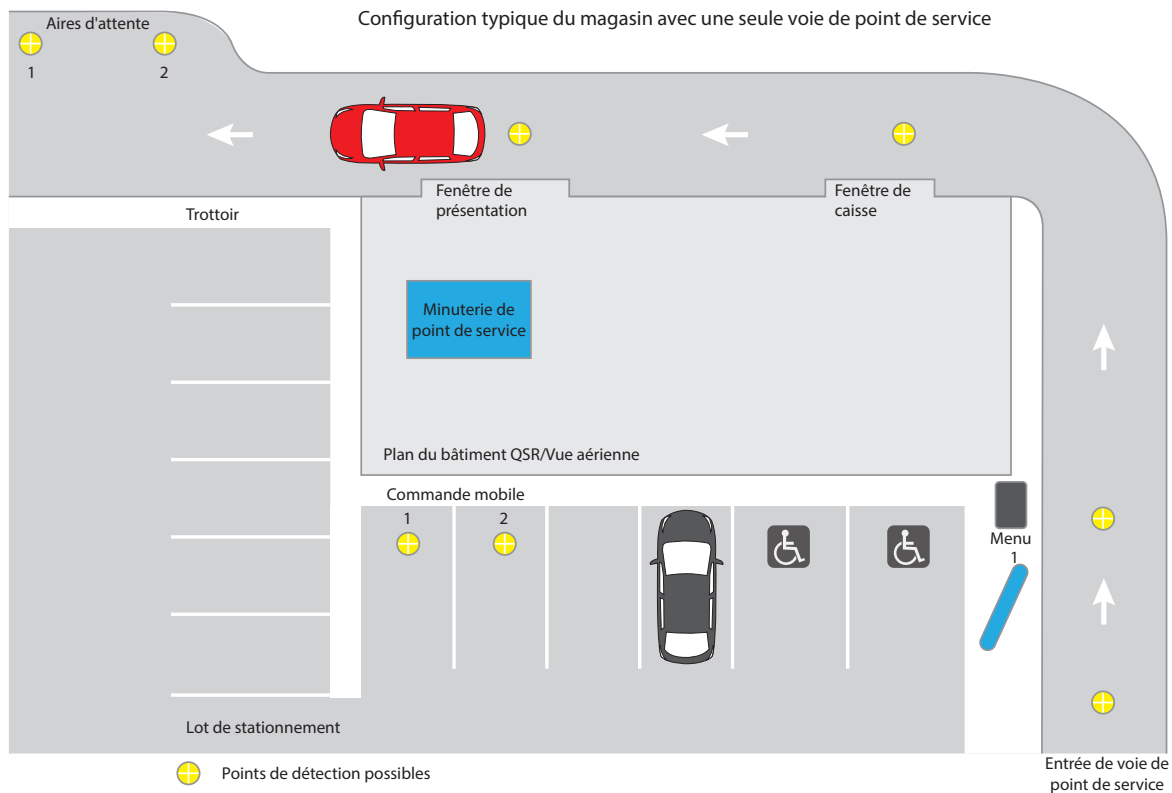 Configuration typique du magasin avec une seule voie de point de service
Aires d'attente
1
2
Fenêtre de
présentation
Fenêtre de
caisse
Trottoir
Minuterie de
point de service
Plan du bâtiment QSR/Vue aérienne
Commande mobile
1
2
Menu
1
Lot de stationnement
Points de détection possibles
Entrée de voie de
point de service